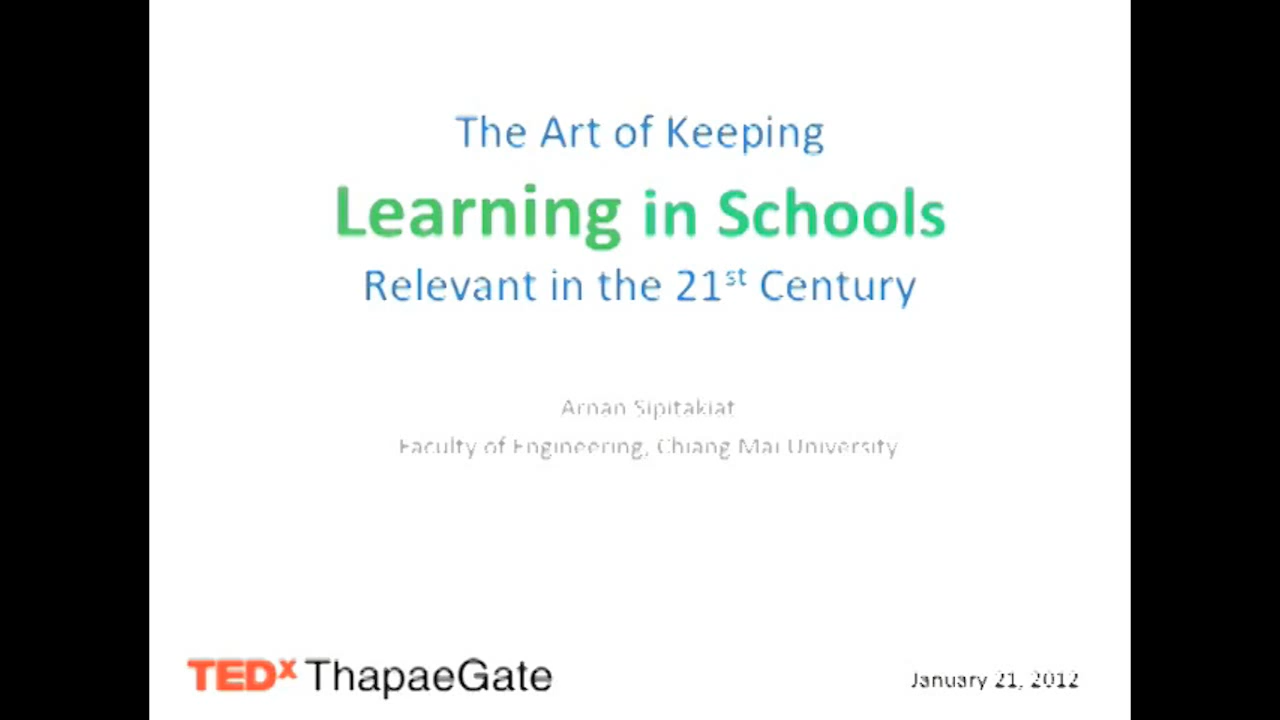 The Art of Keeping
Learning in Schools
Relevant in the 21st Century
Arnan Sipitakiat
Faculty of Engineering, Chiang Mai University
TEDx ThapaeGate
January 21, 2012